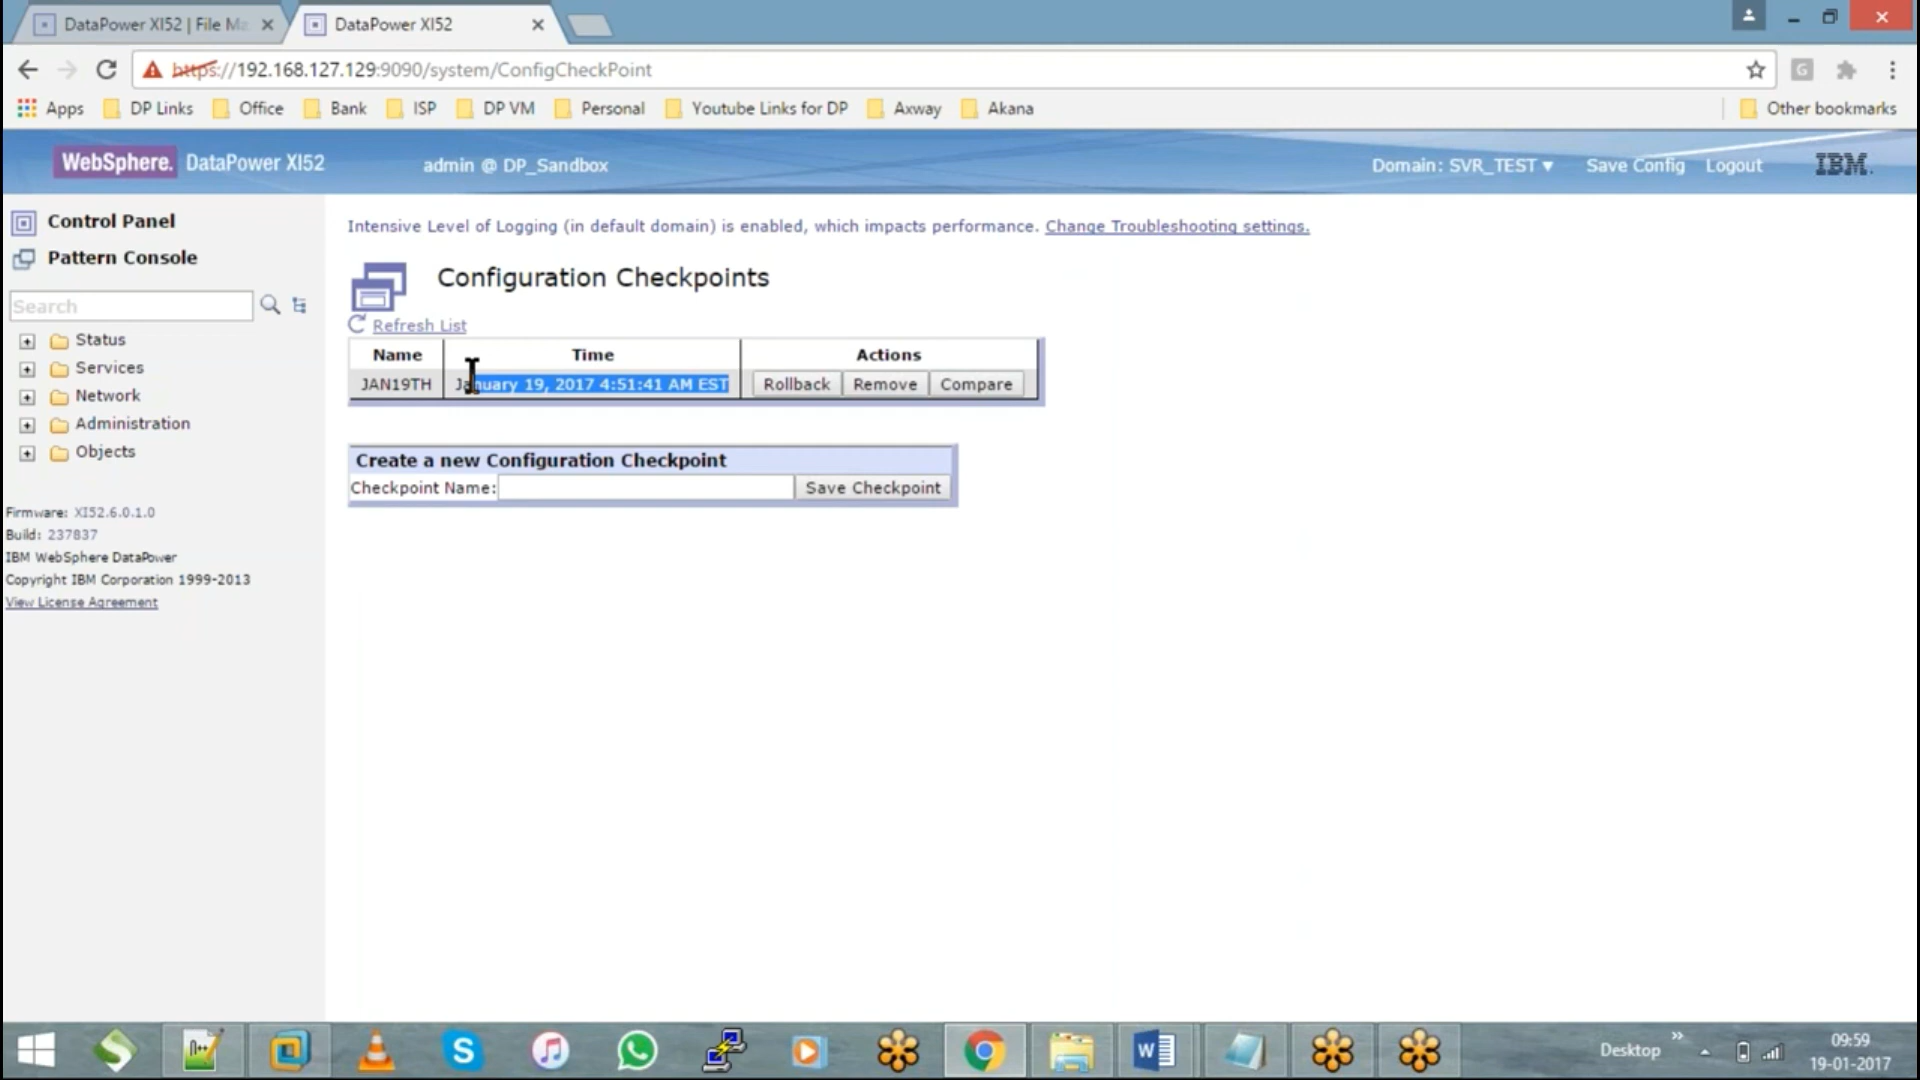 DataPower XI52 | File Ma
DataPower XI52
https://192.168.127.129:9090/system/ConfigCheckPoint
Apps DP Links Office Bank ISP DP VM Personal Youtube Links for DP Axway Akana Other bookmarks
WebSphere. DataPower XI52 admin @ DP_Sandbox Domain: SVR_TEST Save Config Logout IBM.
Control Panel
Pattern Console
Search
Status
Services
Network
Administration
Objects
Firmware: XI52.6.0.1.0
Build: 237837
IBM WebSphere DataPower
Copyright IBM Corporation 1999-2013
View License Agreement
Intensive Level of Logging (in default domain) is enabled, which impacts performance. Change Troubleshooting settings.
Configuration Checkpoints
Refresh List
Name Time Actions
JAN19TH January 19, 2017 4:51:41 AM EST Rollback Remove Compare
Create a new Configuration Checkpoint
Checkpoint Name: Save Checkpoint
Desktop
09:59
19-01-2017